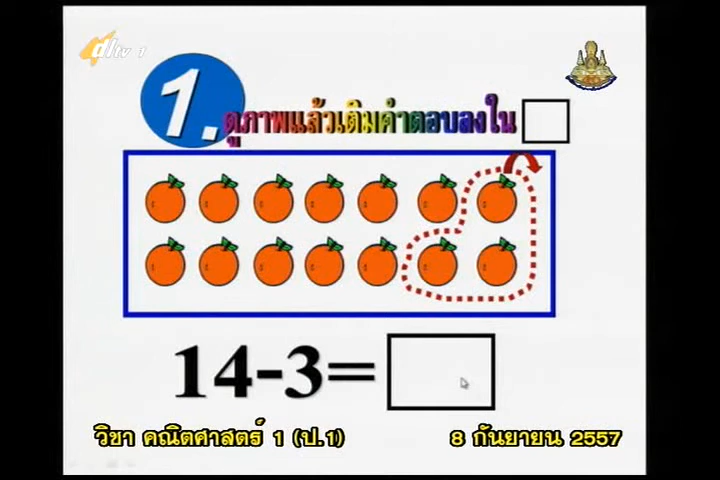 dltv 1
1. ดูภาพแล้วเติมคำตอบลงใน
14-3=
วิชา คณิตศาสตร์ 1 (ป.1)
8 กันยายน 2557